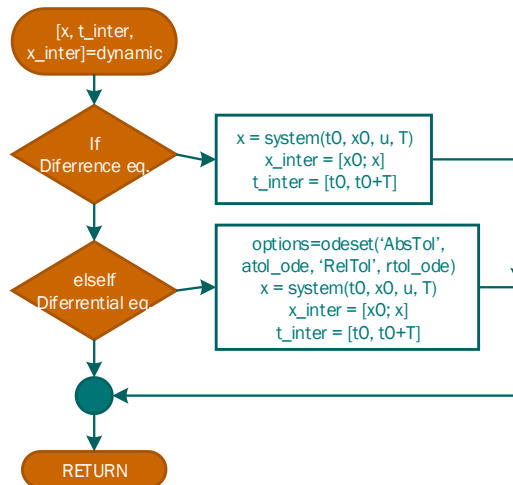 [x, t_inter,
x_inter]=dynamic
If
Diferrence eq.
x = system(t0, x0, u, T)
x_inter = [x0; x]
t_inter = [t0, t0+T]
elseIf
Diferrential eq.
options=odeset(‘AbsTol’,
atol_ode, ‘RelTol’, rtol_ode)
x = system(t0, x0, u, T)
x_inter = [x0; x]
t_inter = [t0, t0+T]
RETURN